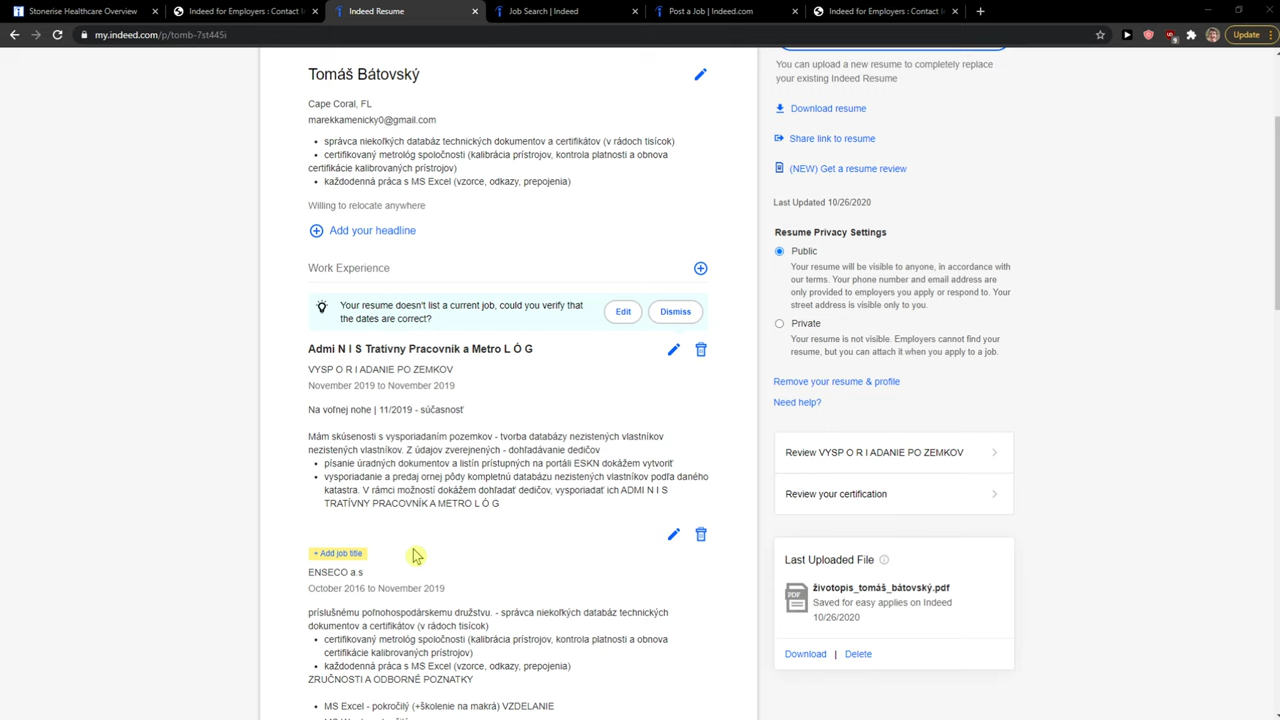 Stonerise Healthcare Overview
Indeed for Employers : Contact I
Indeed Resume
Job Search | Indeed
Post a Job | Indeed.com
Indeed for Employers : Contact I
my.indeed.com/p/tomb-7st445i
Update
Tomáš Bátovský
Cape Coral, FL
marekkamenicky0@gmail.com
• správca niekoľkých databáz technických dokumentov a certifikátov (v rádoch tisícok)
• certifikovaný metrológ spoločnosti (kalibrácia prístrojov, kontrola platnosti a obnova
certifikácie kalibrovaných prístrojov)
• každodenná práca s MS Excel (vzorce, odkazy, prepojenia)
Willing to relocate anywhere
Add your headline
Work Experience
Your resume doesn't list a current job, could you verify that
the dates are correct?
Edit
Dismiss
Admi N I S Tratívny Pracovník a Metro L Ó G
VYSP O R I ADANIE PO ZEMKOV
November 2019 to November 2019
Na voľnej nohe | 11/2019 - súčasnosť
Mám skúsenosti s vysporiadaním pozemkov - tvorba databázy nezistených vlastníkov
nezistených vlastníkov. Z údajov zverejnených - dohľadávanie dedičov
• písanie úradných dokumentov a listín prístupných na portáli ESKN dokážem vytvoriť
• vysporiadanie a predaj ornej pôdy kompletnú databázu nezistených vlastníkov podľa daného
katastra. V rámci možností dokážem dohľadať dedičov, vysporiadať ich ADMI N I S
TRATÍVNY PRACOVNÍK A METRO L Ó G
+ Add job title
ENSECO a.s
October 2016 to November 2019
príslušnému poľnohospodárskemu družstvu. - správca niekoľkých databáz technických
dokumentov a certifikátov (v rádoch tisícok)
• certifikovaný metrológ spoločnosti (kalibrácia prístrojov, kontrola platnosti a obnova
certifikácie kalibrovaných prístrojov)
• každodenná práca s MS Excel (vzorce, odkazy, prepojenia)
ZRUČNOSTI A ODBORNÉ POZNATKY
• MS Excel - pokročilý (+školenie na makrá) VZDELANIE
You can upload a new resume to completely replace
your existing Indeed Resume
Download resume
Share link to resume
(NEW) Get a resume review
Last Updated 10/26/2020
Resume Privacy Settings
Public
Your resume will be visible to anyone, in accordance with
our terms. Your phone number and email address are
only provided to employers you apply or respond to. Your
street address is visible only to you.
Private
Your resume is not visible. Employers cannot find your
resume, but you can attach it when you apply to a job.
Remove your resume & profile
Need help?
Review VYSP O R I ADANIE PO ZEMKOV
Review your certification
Last Uploaded File
PDF
životopis_tomáš_bátovský.pdf
Saved for easy applies on Indeed
10/26/2020
Download | Delete